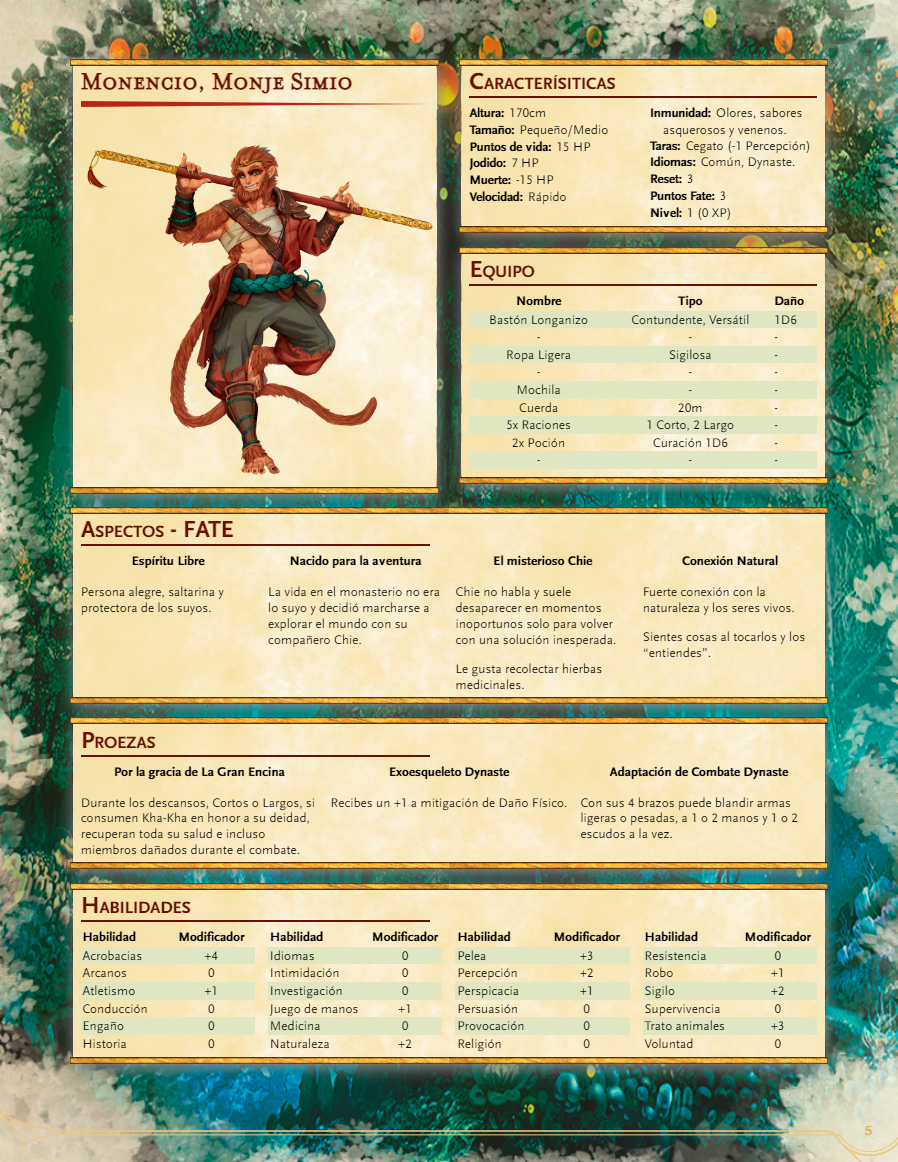 Monencio, Monje Simio
Caracterísiticas
Altura: 170cm
Tamaño: Pequeño/Medio
Puntos de vida: 15 HP
Jodido: 7 HP
Muerte: -15 HP
Velocidad: Rápido
Inmunidad: Olores, sabores
asquerosos y venenos.
Taras: Cegato (-1 Percepción)
Idiomas: Común, Dynaste.
Reset: 3
Puntos Fate: 3
Nivel: 1 (0 XP)
Equipo
Nombre Tipo Daño
Bastón Longanizo Contundente, Versátil 1D6
- - -
Ropa Ligera Sigilosa -
- - -
Mochila - -
Cuerda 20m -
5x Raciones 1 Corto, 2 Largo -
2x Poción Curación 1D6 -
- - -
Aspectos - FATE
Espíritu Libre
Persona alegre, saltarina y
protectora de los suyos.
Nacido para la aventura
La vida en el monasterio no era
lo suyo y decidió marcharse a
explorar el mundo con su
compañero Chie.
El misterioso Chie
Chie no habla y suele
desaparecer en momentos
inoportunos solo para volver
con una solución inesperada.
Le gusta recolectar hierbas
medicinales.
Conexión Natural
Fuerte conexión con la
naturaleza y los seres vivos.
Sientes cosas al tocarlos y los
“entiendes”.
Proezas
Por la gracia de La Gran Encina
Durante los descansos, Cortos o Largos, si
consumen Kha-Kha en honor a su deidad,
recuperan toda su salud e incluso
miembros dañados durante el combate.
Exoesqueleto Dynaste
Recibes un +1 a mitigación de Daño Físico.
Adaptación de Combate Dynaste
Con sus 4 brazos puede blandir armas
ligeras o pesadas, a 1 o 2 manos y 1 o 2
escudos a la vez.
Habilidades
Habilidad Modificador Habilidad Modificador Habilidad Modificador Habilidad Modificador
Acrobacias +4 Idiomas 0 Pelea +3 Resistencia 0
Arcanos 0 Intimidación 0 Percepción +2 Robo +1
Atletismo +1 Investigación 0 Perspicacia +1 Sigilo +2
Conducción 0 Juego de manos +1 Persuasión 0 Supervivencia 0
Engaño 0 Medicina 0 Provocación 0 Trato animales +3
Historia 0 Naturaleza +2 Religión 0 Voluntad 0
5